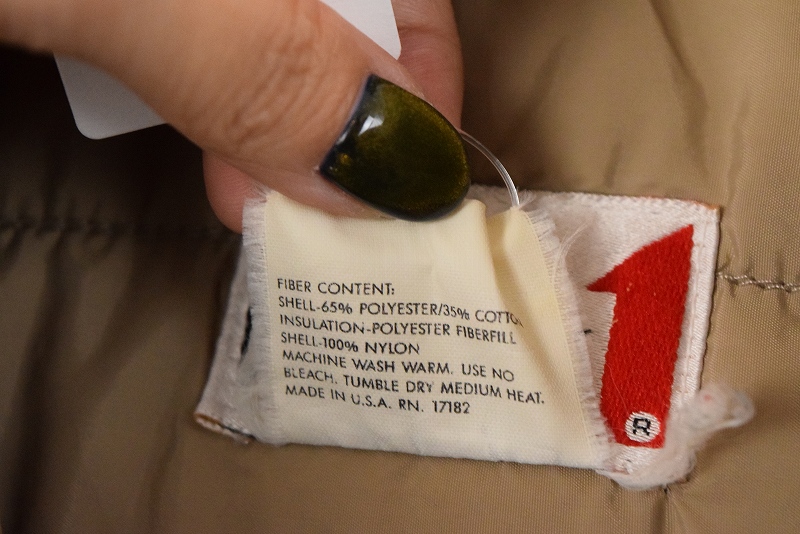 FIBER CONTENT:
SHELL-65% POLYESTER/35% COTTO
INSULATION-POLYESTER FIBERFILL
SHELL-100% NYLON
MACHINE WASH WARM. USE NO
BLEACH. TUMBLE DRY MEDIUM HEAT.
MADE IN U.S.A. RN. 17182
1
®